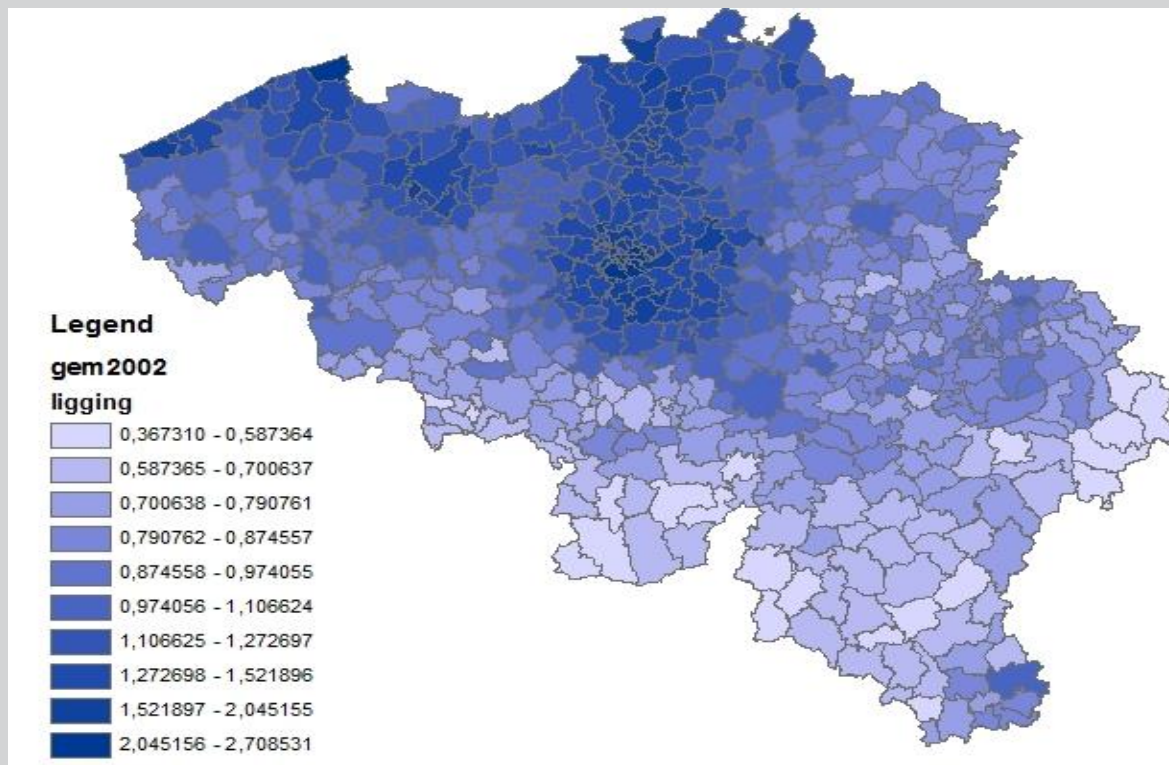 Legend
gem2002
ligging
0,367310 - 0,587364
0,587365 - 0,700637
0,700638 - 0,790761
0,790762 - 0,874557
0,874558 - 0,974055
0,974056 - 1,106624
1,106625 - 1,272697
1,272698 - 1,521896
1,521897 - 2,045155
2,045156 - 2,708531